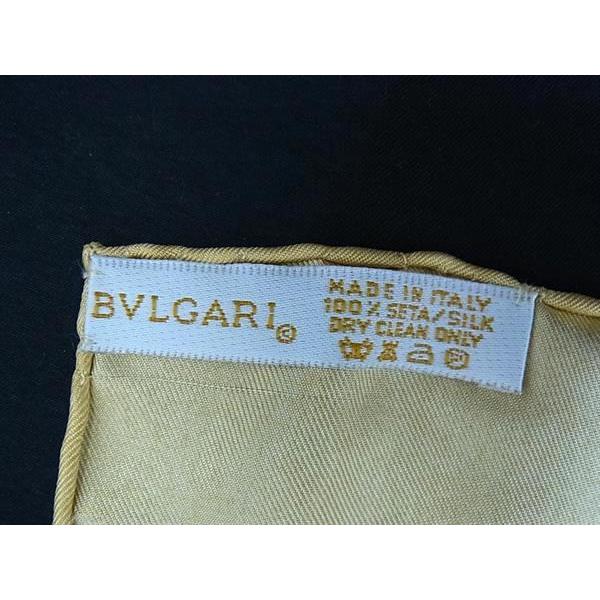 BVLGARI©
MADE IN ITALY
100% SETA/SILK
DRY CLEAN ONLY